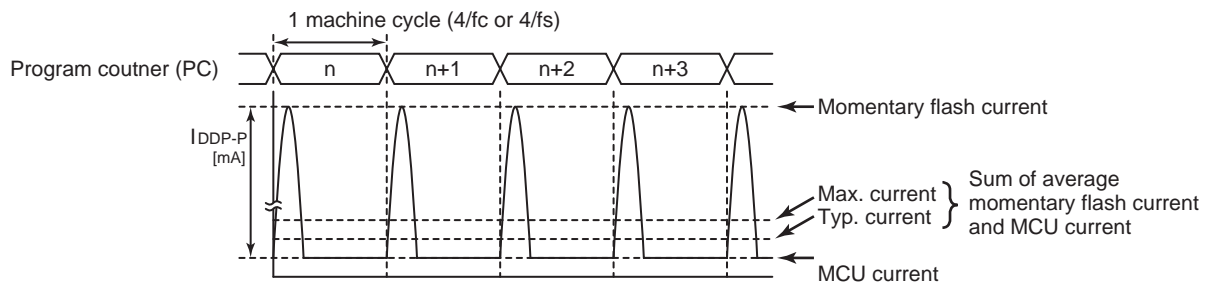 1 machine cycle (4/fc or 4/fs)
Program coutner (PC)
n
n+1
n+2
n+3
Momentary flash current
IDDP-P
[mA]
Max. current
Typ. current
Sum of average
momentary flash current
and MCU current
MCU current